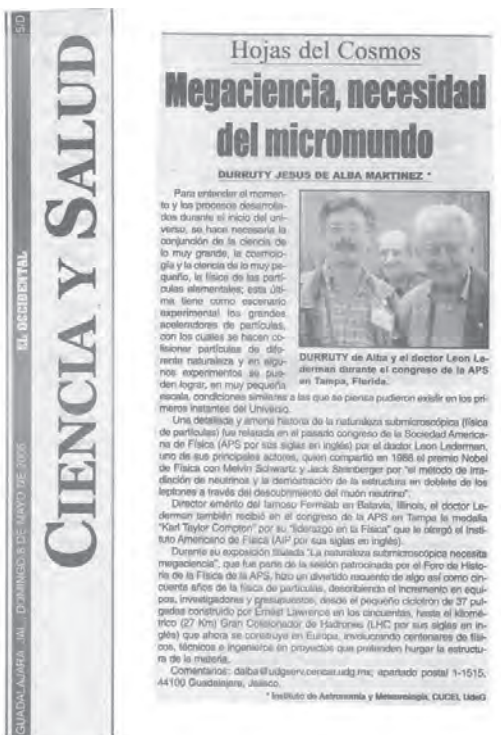 5/D
CIENCIA Y SALUD
EL OCCIDENTAL
GUADALAJARA, JAL. DOMINGO 8 DE MAYO DE 2005
Hojas del Cosmos
Megaciencia, necesidad
del micromundo
DURRUTY JESUS DE ALBA MARTINEZ *
Para entender el momen-
to y los procesos desarrolla-
dos durante el inicio del uni-
verso, se hace necesaria la
conjunción de la ciencia de
lo muy grande, la cosmolo-
gía y la ciencia de lo muy pe-
queño, la física de las partí-
culas elementales; esta últi-
ma tiene como escenario
experimental los grandes
aceleradores de partículas,
con los cuales se hacen co-
lisionar partículas de dife-
rente naturaleza y en algu-
nos experimentos se pue-
den lograr, en muy pequeña
escala, condiciones similares a las que se piensa pudieron existir en los pri-
meros instantes del Universo.
DURRUTY de Alba y el doctor Leon Le-
derman durante el congreso de la APS
en Tampa, Florida.
Una detallada y amena historia de la naturaleza submicroscópica (física
de partículas) fue relatada en el pasado congreso de la Sociedad America-
na de Física (APS por sus siglas en inglés) por el doctor Leon Lederman,
uno de sus principales actores, quien compartió en 1988 el premio Nobel
de Física con Melvin Schwartz y Jack Steinberger por "el método de irra-
diación de neutrinos y la demostración de la estructura en doblete de los
leptones a través del descubrimiento del muón neutrino".
Director emérito del famoso Fermilab en Batavia, Illinois, el doctor Le-
derman también recibió en el congreso de la APS en Tampa la medalla
"Karl Taylor Compton" por su "liderazgo en la Física" que le otorgó el Insti-
tuto Americano de Física (AIP por sus siglas en inglés).
Durante su exposición titulada "La naturaleza submicroscópica necesita
megaciencia", que fue parte de la sesión patrocinada por el Foro de Histo-
ria de la Física de la APS, hizo un divertido recuento de algo así como cin-
cuenta años de la física de partículas, describiendo el incremento en equi-
pos, investigadores y presupuestos, desde el pequeño ciclotrón de 37 pul-
gadas construido por Ernest Lawrence en los cincuentas, hasta el kilomé-
trico (27 Km) Gran Colisionador de Hadrones (LHC por sus siglas en in-
glés) que ahora se construye en Europa, involucrando centenares de físi-
cos, técnicos e ingenieros en proyectos que pretenden hurgar la estructu-
ra de la materia.
Comentarios: dalba@udgserv.cencar.udg.mx; apartado postal 1-1515,
44100 Guadalajara, Jalisco.
* Instituto de Astronomía y Meteorología, CUCEI, UdeG